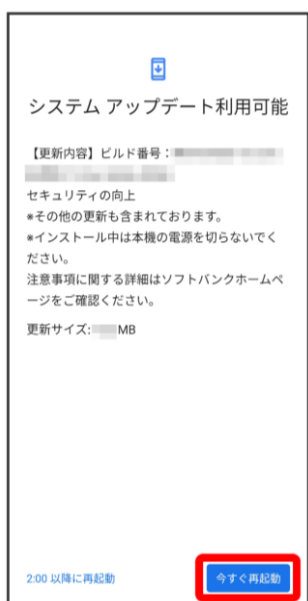 システム アップデート利用可能
【更新内容】ビルド番号：
セキュリティの向上
*その他の更新も含まれております。
*インストール中は本機の電源を切らないでく
ださい。
注意事項に関する詳細はソフトバンクホームペ
ージをご確認ください。
更新サイズ: MB
2:00 以降に再起動
今すぐ再起動